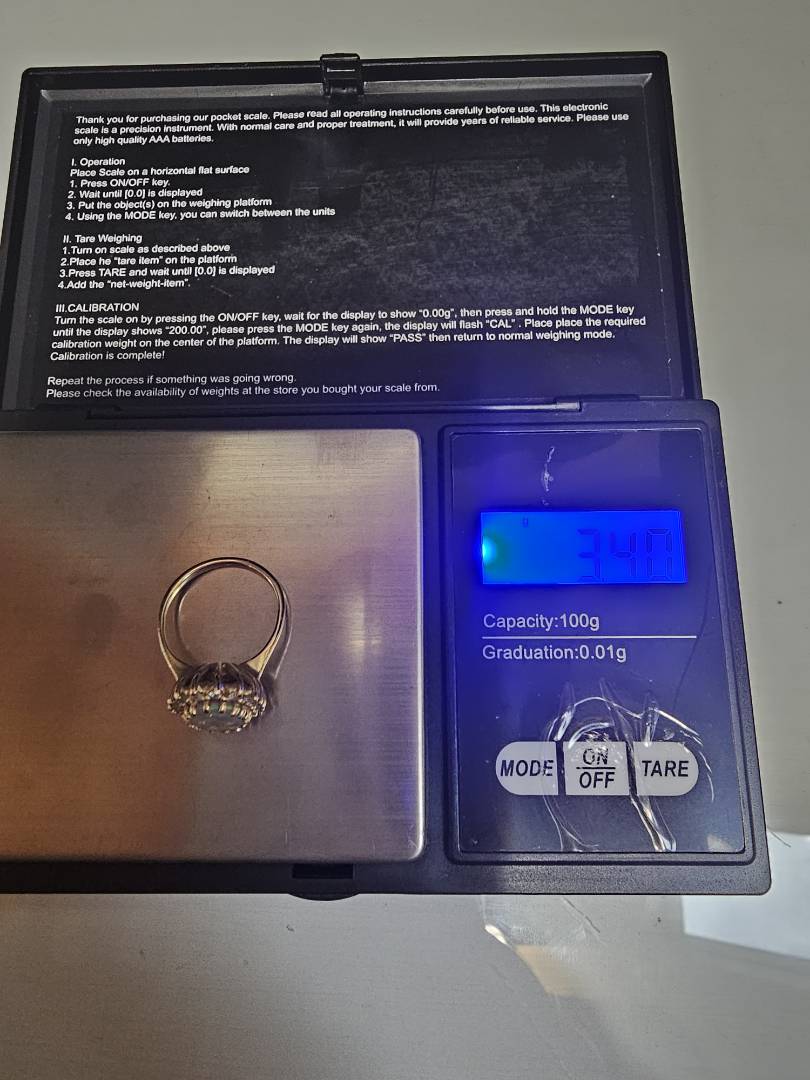 Thank you for purchasing our pocket scale. Please read all operating instructions carefully before use. This electronic
scale is a precision instrument. With normal care and proper treatment, it will provide years of reliable service. Please use
only high quality AAA batteries.
I. Operation
Place Scale on a horizontal flat surface
1. Press ON/OFF key.
2. Wait until [0.0] is displayed
3. Put the object(s) on the weighing platform
4. Using the MODE key, you can switch between the units
II. Tare Weighing
1.Turn on scale as described above
2.Place he "tare item" on the platform
3.Press TARE and wait until [0.0] is displayed
4.Add the "net-weight-item".
III.CALIBRATION
Turn the scale on by pressing the ON/OFF key, wait for the display to show "0.00g", then press and hold the MODE key
until the display shows "200.00", please press the MODE key again, the display will flash "CAL" . Place place the required
calibration weight on the center of the platform. The display will show "PASS" then return to normal weighing mode.
Calibration is complete!
Repeat the process if something was going wrong.
Please check the availability of weights at the store you bought your scale from.
g
3.40
Capacity:100g
Graduation:0.01g
MODE
ON
OFF
TARE